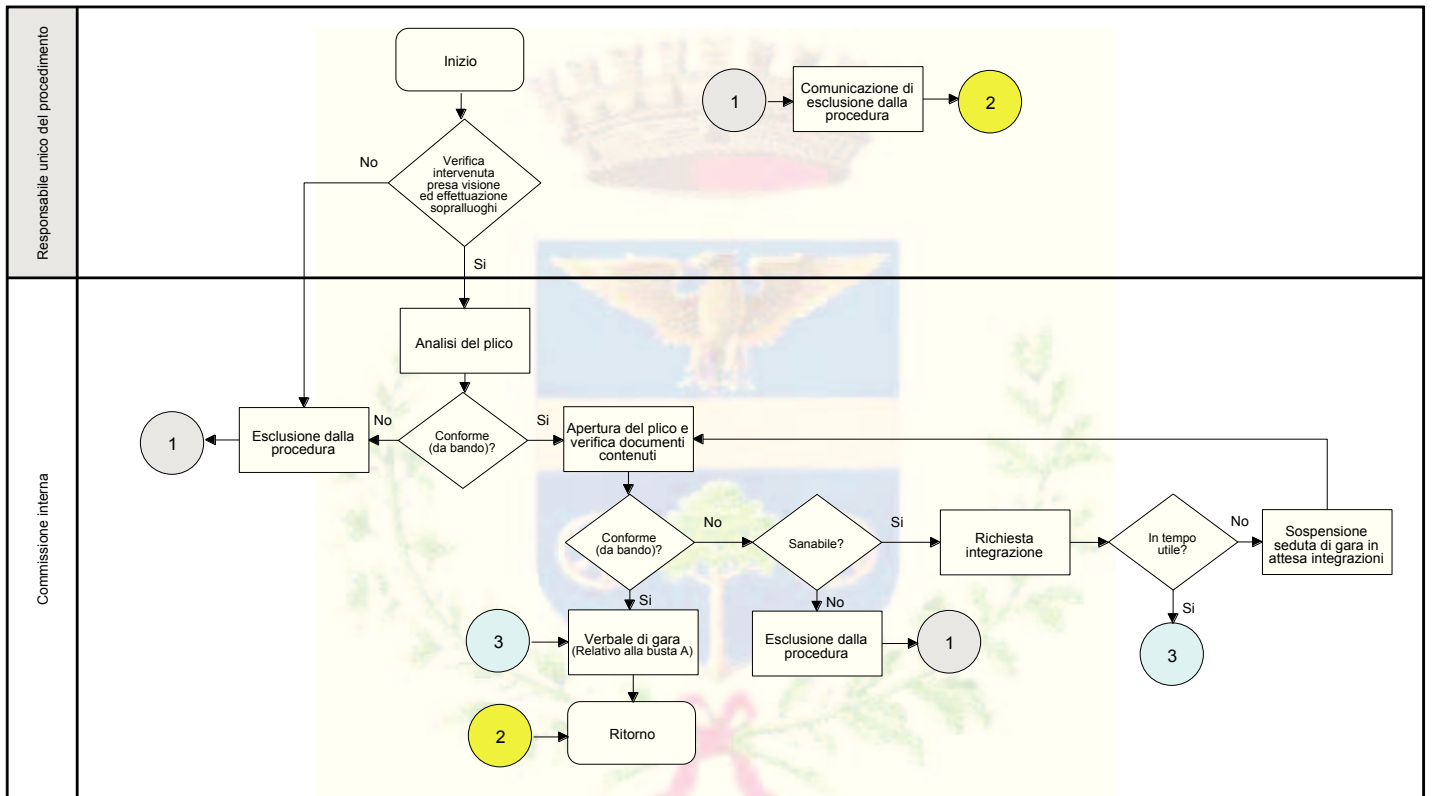 Responsabile unico del procedimento
Inizio
1
Comunicazione di
esclusione dalla
procedura
2
No
Verifica
intervenuta
presa visione
ed effettuazione
sopralluoghi
Si
Commissione interna
Analisi del plico
1
Esclusione dalla
procedura
No
Conforme
(da bando)?
Si
Apertura del plico e
verifica documenti
contenuti
Conforme
(da bando)?
No
Sanabile?
Si
Richiesta
integrazione
In tempo
utile?
No
Sospensione
seduta di gara in
attesa integrazioni
Si
No
Si
3
Verbale di gara
(Relativo alla busta A)
Esclusione dalla
procedura
1
3
2
Ritorno